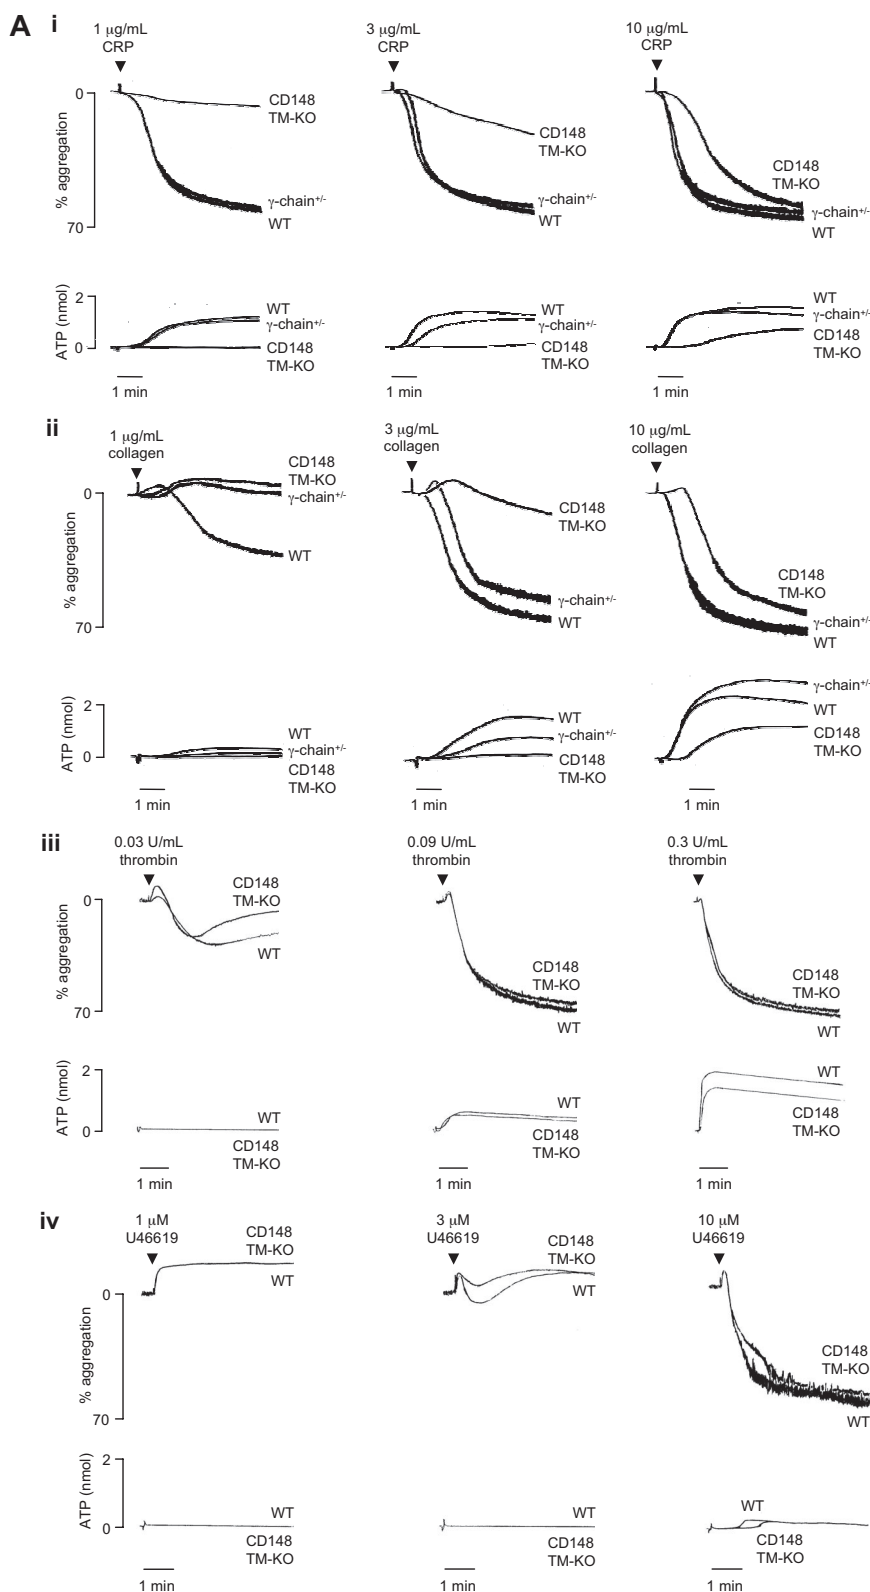 A
i
1 µg/mL
CRP
3 µg/mL
CRP
10 µg/mL
CRP
% aggregation
0
70
CD148
TM-KO
γ-chain+/-
WT
CD148
TM-KO
γ-chain+/-
WT
CD148
TM-KO
γ-chain+/-
WT
ATP (nmol)
2
0
WT
γ-chain+/-
CD148
TM-KO
WT
γ-chain+/-
CD148
TM-KO
WT
γ-chain+/-
CD148
TM-KO
1 min
1 min
1 min
ii
1 µg/mL
collagen
3 µg/mL
collagen
10 µg/mL
collagen
% aggregation
0
70
CD148
TM-KO
γ-chain+/-
WT
CD148
TM-KO
γ-chain+/-
WT
CD148
TM-KO
γ-chain+/-
WT
ATP (nmol)
2
0
WT
γ-chain+/-
CD148
TM-KO
WT
γ-chain+/-
CD148
TM-KO
γ-chain+/-
WT
CD148
TM-KO
1 min
1 min
1 min
iii
0.03 U/mL
thrombin
0.09 U/mL
thrombin
0.3 U/mL
thrombin
% aggregation
0
70
CD148
TM-KO
WT
CD148
TM-KO
WT
CD148
TM-KO
WT
ATP (nmol)
2
0
WT
CD148
TM-KO
WT
CD148
TM-KO
WT
CD148
TM-KO
1 min
1 min
1 min
iv
1 µM
U46619
3 µM
U46619
10 µM
U46619
% aggregation
0
70
CD148
TM-KO
WT
CD148
TM-KO
WT
CD148
TM-KO
WT
ATP (nmol)
2
0
WT
CD148
TM-KO
WT
CD148
TM-KO
WT
CD148
TM-KO
1 min
1 min
1 min